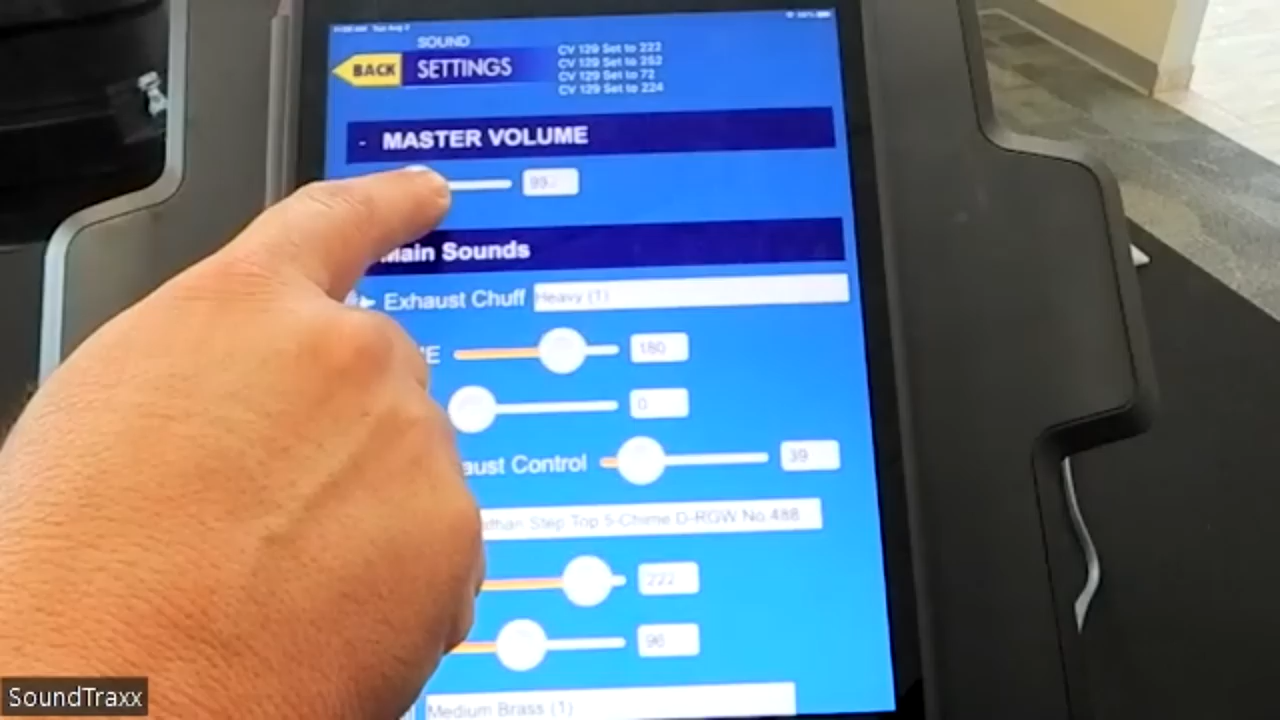 SOUND
BACK SETTINGS
CV 129 Set to 223
CV 129 Set to 252
CV 129 Set to 72
CV 129 Set to 224
- MASTER VOLUME
99
Main Sounds
Exhaust Chuff Heavy (1)
180
0
aust Control 39
Step Top 5-Chime D-RGW No.488
222
96
Medium Brass (1)
SoundTraxx